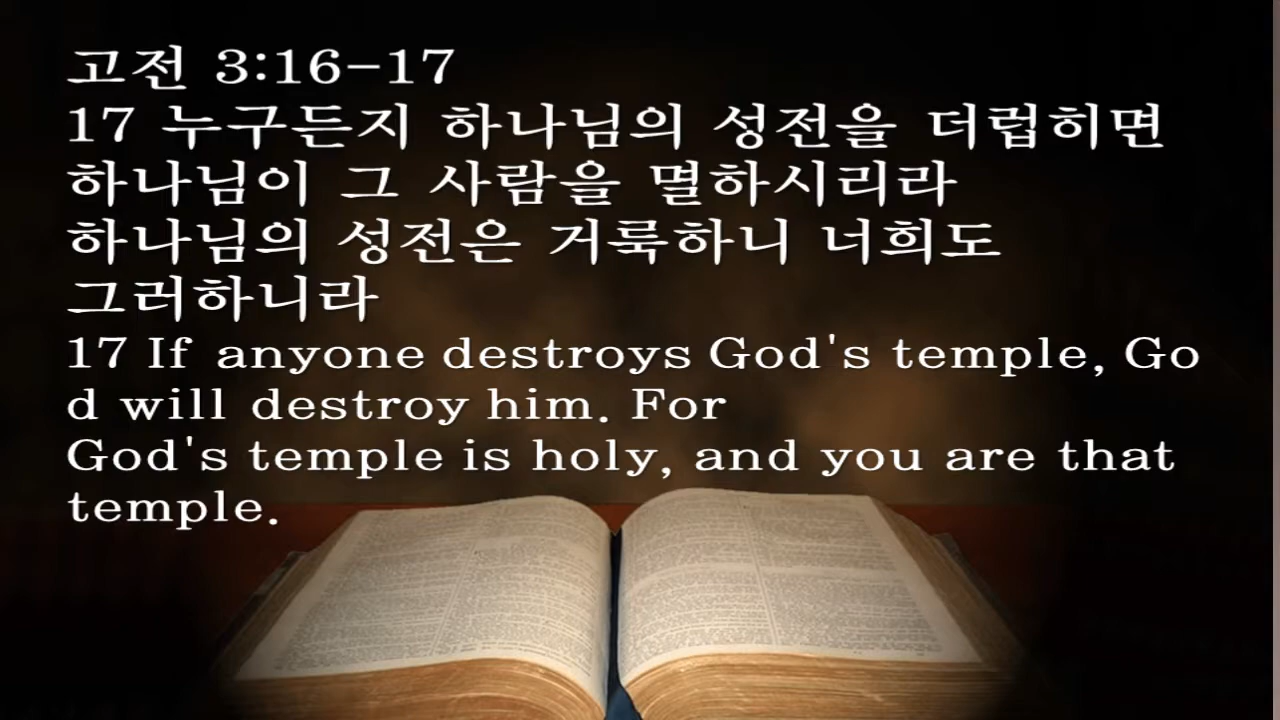 고전 3:16-17
17 누구든지 하나님의 성전을 더럽히면
하나님이 그 사람을 멸하시리라
하나님의 성전은 거룩하니 너희도
그러하니라
17 If anyone destroys God's temple, Go
d will destroy him. For
God's temple is holy, and you are that
temple.